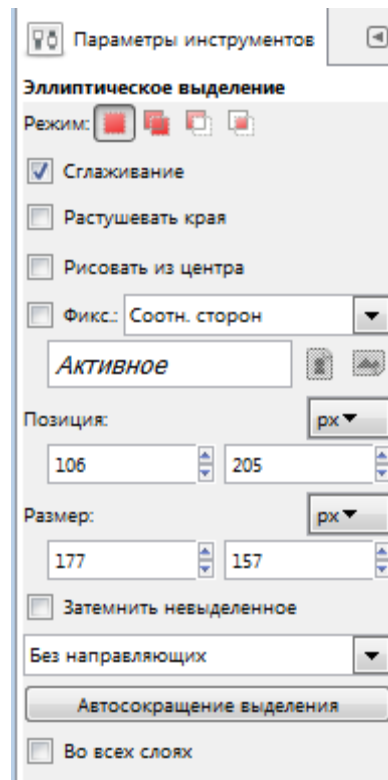 Параметры инструментов
Эллиптическое выделение
Режим:
Сглаживание
Растушевать края
Рисовать из центра
Фикс.: Соотн. сторон
Активное
Позиция: px
106 205
Размер: px
177 157
Затемнить невыделенное
Без направляющих
Автосокращение выделения
Во всех слоях